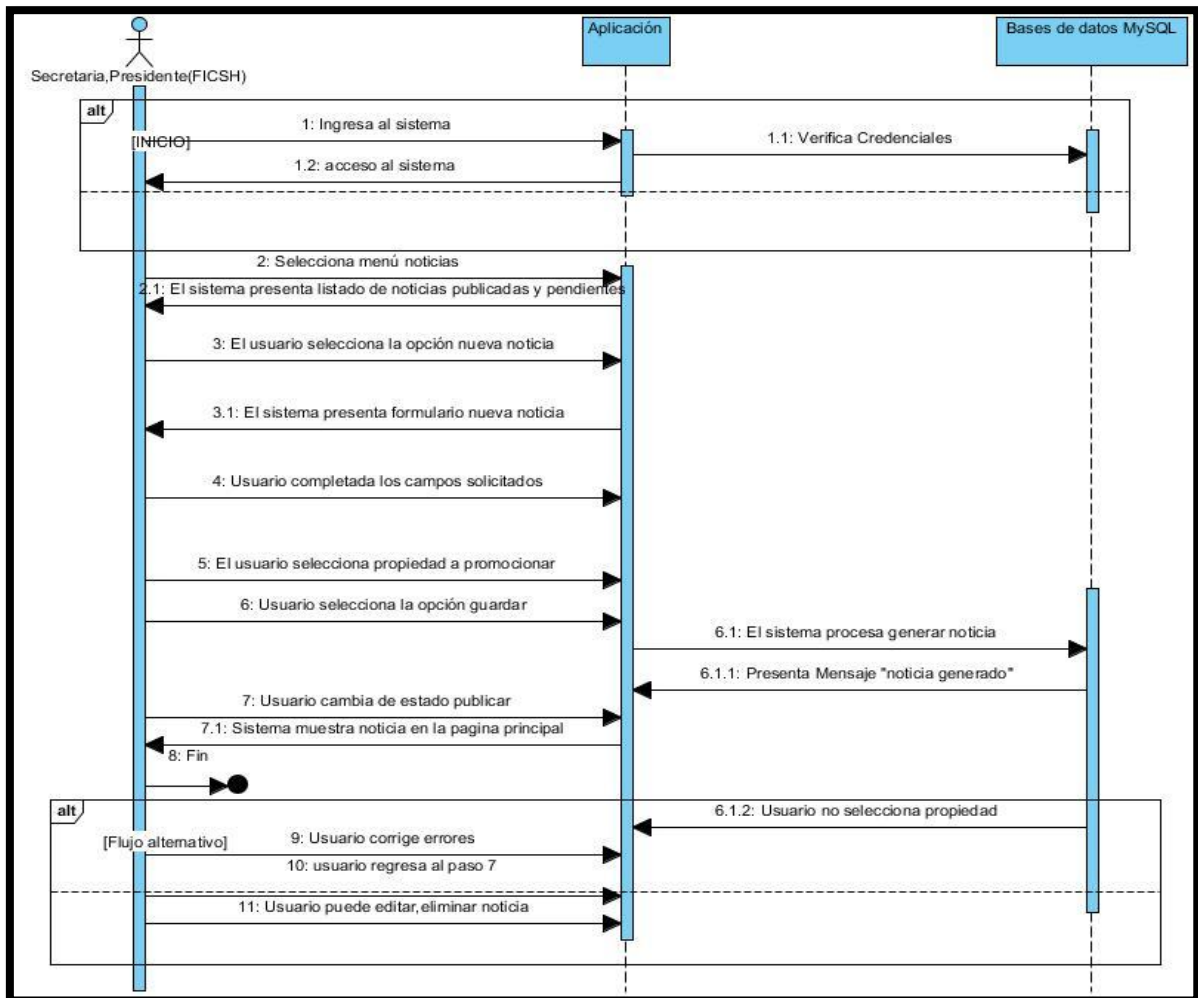 Aplicación
Bases de datos MySQL
Secretaria,Presidente(FICSH)
alt
1: Ingresa al sistema
[INICIO]
1.1: Verifica Credenciales
1.2: acceso al sistema
2: Selecciona menú noticias
2.1: El sistema presenta listado de noticias publicadas y pendientes
3: El usuario selecciona la opción nueva noticia
3.1: El sistema presenta formulario nueva noticia
4: Usuario completada los campos solicitados
5: El usuario selecciona propiedad a promocionar
6: Usuario selecciona la opción guardar
6.1: El sistema procesa generar noticia
6.1.1: Presenta Mensaje "noticia generado"
7: Usuario cambia de estado publicar
7.1: Sistema muestra noticia en la pagina principal
8: Fin
alt
6.1.2: Usuario no selecciona propiedad
[Flujo alternativo]
9: Usuario corrige errores
10: usuario regresa al paso 7
11: Usuario puede editar,eliminar noticia